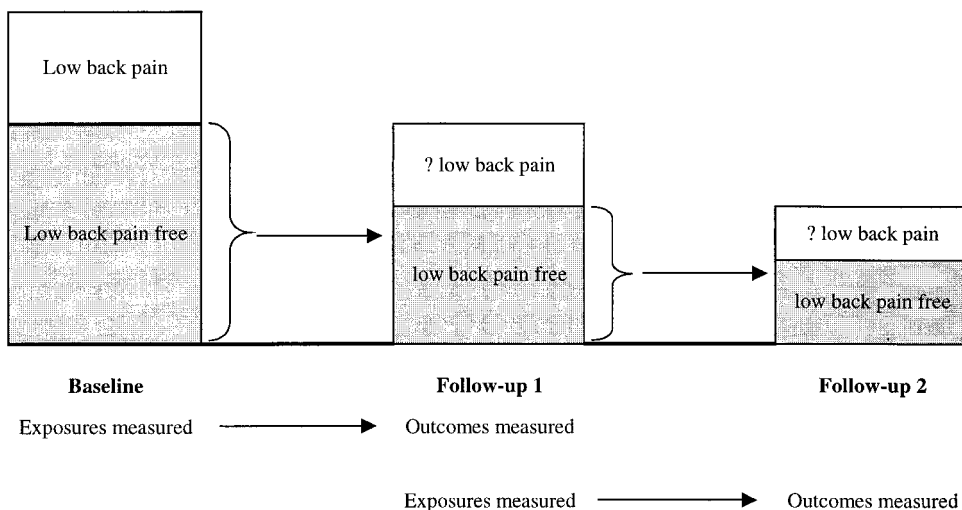 Low back pain
Low back pain free
? low back pain
low back pain free
? low back pain
low back pain free
Baseline
Follow-up 1
Follow-up 2
Exposures measured
Outcomes measured
Exposures measured
Outcomes measured